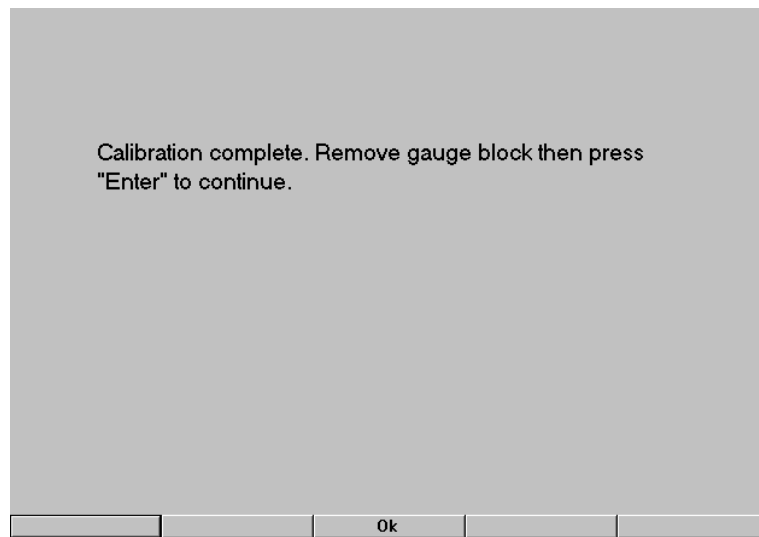 Calibration complete. Remove gauge block then press
"Enter" to continue.
Ok